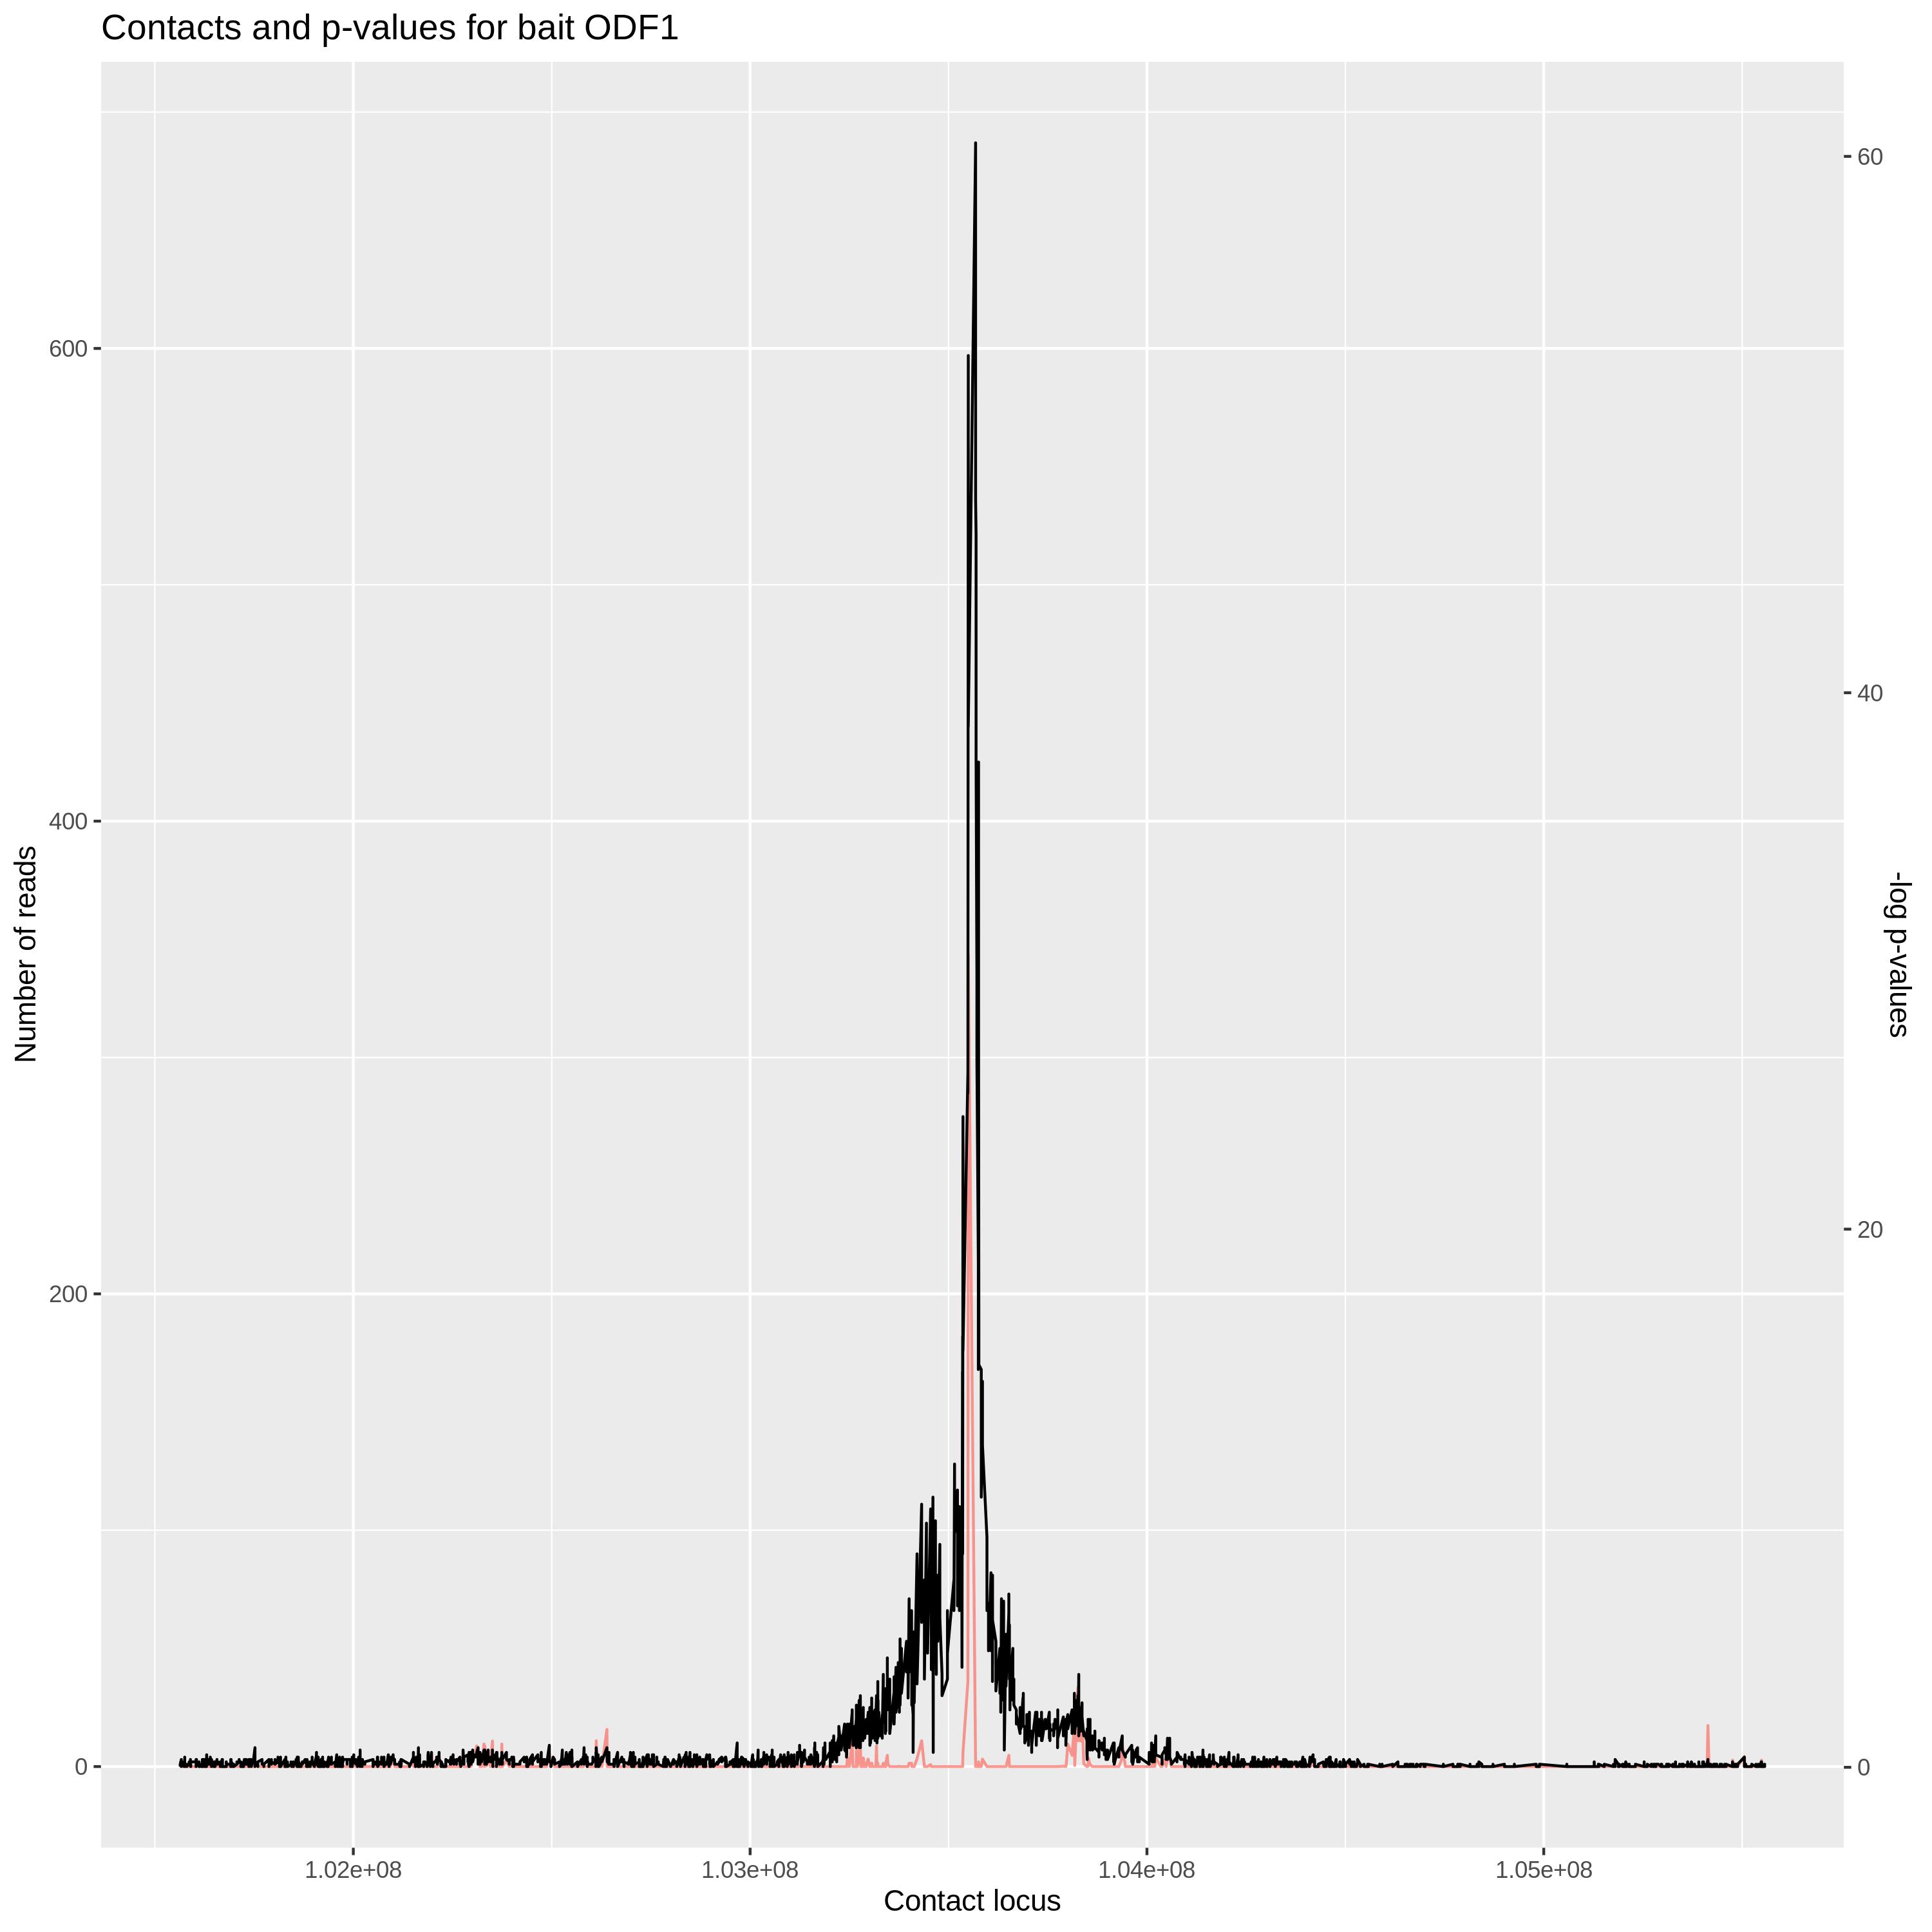 Contacts and p-values for bait ODF1
60
600
40
400
Number of reads
-log p-values
20
200
0
0
1.02e+08
1.03e+08
1.04e+08
1.05e+08
Contact locus